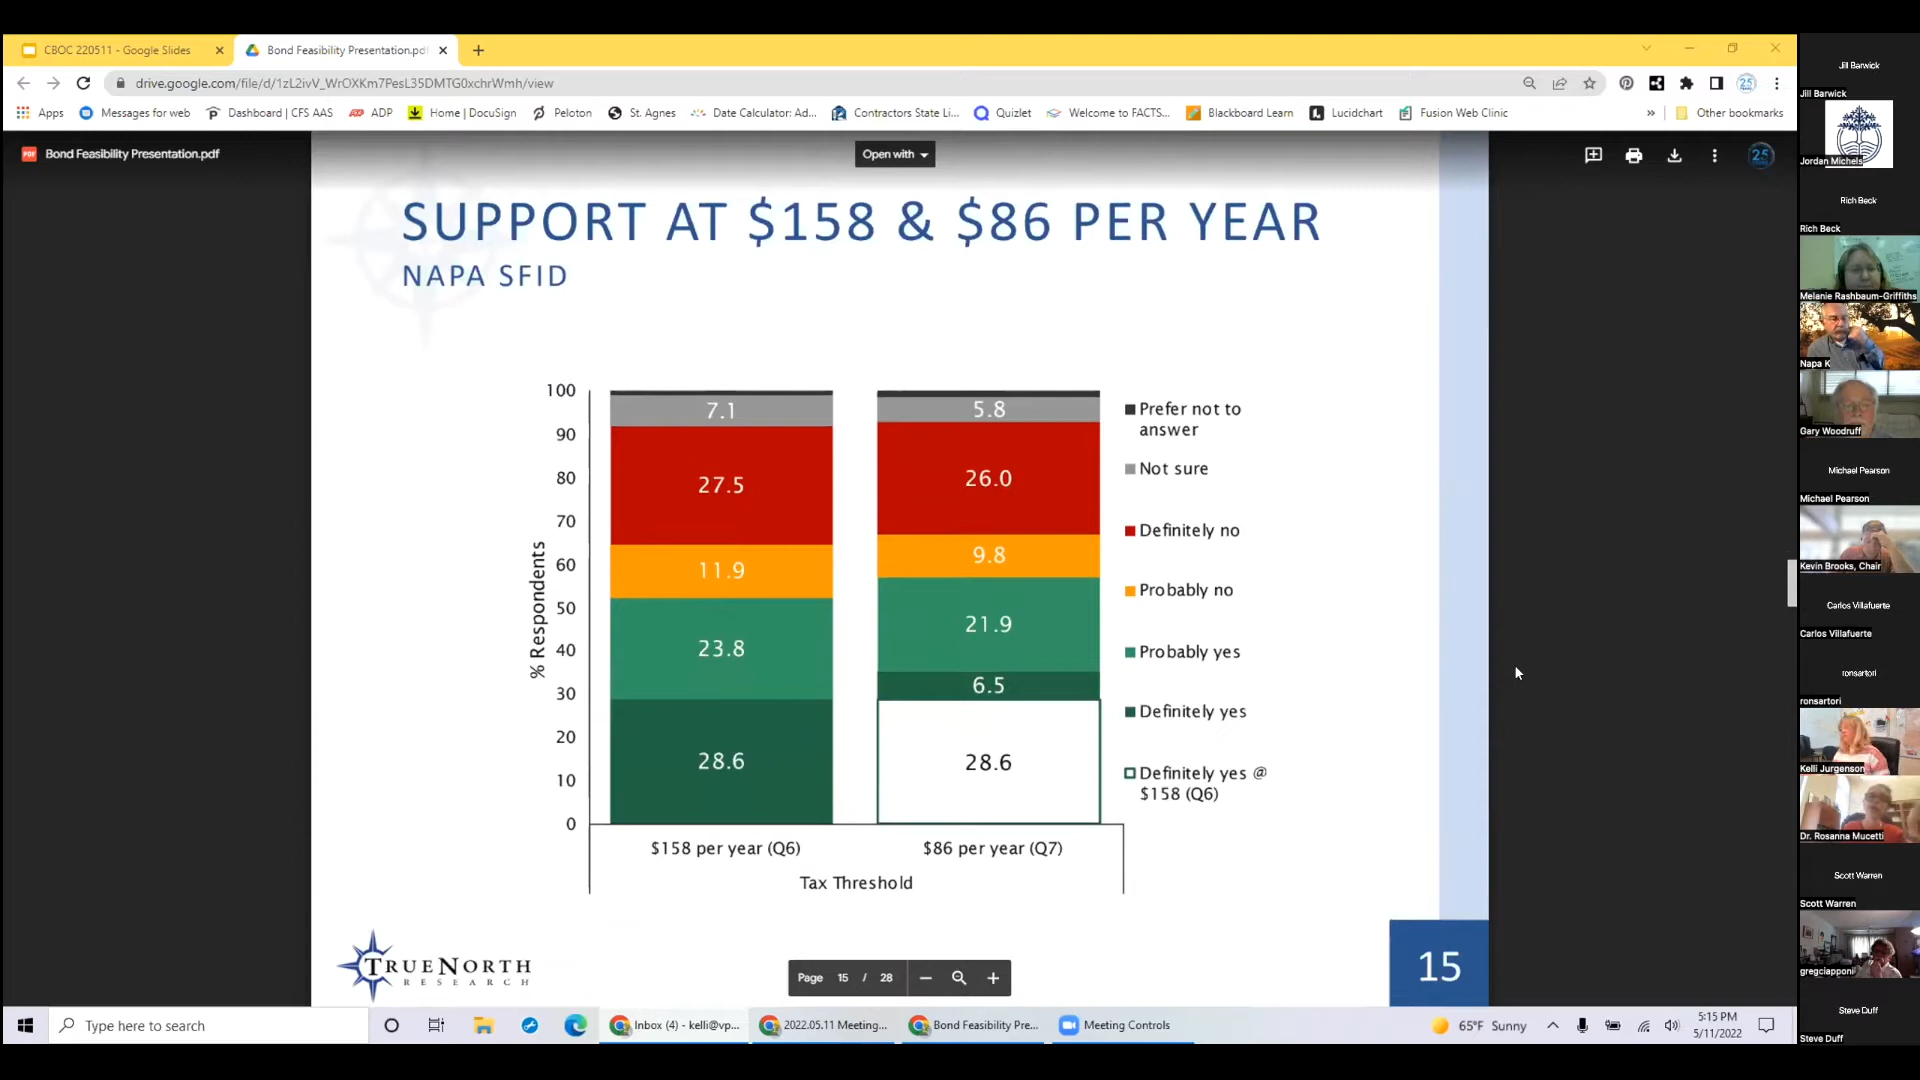 CBOC 220511 - Google Slides
Bond Feasibility Presentation.pdf
drive.google.com/file/d/1zL2ivV_WrOXKm7PesL35DMTG0xchrWmh/view
Apps
Messages for web
Dashboard | CFS AAS
ADP
Home | DocuSign
Peloton
St. Agnes
Date Calculator: Ad...
Contractors State Li...
Quizlet
Welcome to FACTS...
Blackboard Learn
Lucidchart
Fusion Web Clinic
»
Other bookmarks
PDF
Bond Feasibility Presentation.pdf
Open with
25
SUPPORT AT $158 & $86 PER YEAR
NAPA SFID
% Respondents
100
90
80
70
60
50
40
30
20
10
0
7.1
27.5
11.9
23.8
28.6
5.8
26.0
9.8
21.9
6.5
28.6
Prefer not to
answer
Not sure
Definitely no
Probably no
Probably yes
Definitely yes
Definitely yes @
$158 (Q6)
$158 per year (Q6)
$86 per year (Q7)
Tax Threshold
TRUENORTH
RESEARCH
Page 15 / 28
15
Type here to search
Inbox (4) - kelli@vp...
2022.05.11 Meeting...
Bond Feasibility Pre...
Meeting Controls
65°F Sunny
5:15 PM
5/11/2022
Jill Barwick
Jill Barwick
Jordan Michels
Rich Beck
Rich Beck
Melanie Rashbaum-Griffiths
Napa K
Gary Woodruff
Michael Pearson
Michael Pearson
Kevin Brooks, Chair
Carlos Villafuerte
Carlos Villafuerte
ronsartori
ronsartori
Kelli Jurgenson
Dr. Rosanna Mucetti
Scott Warren
Scott Warren
gregciapponi
Steve Duff
Steve Duff